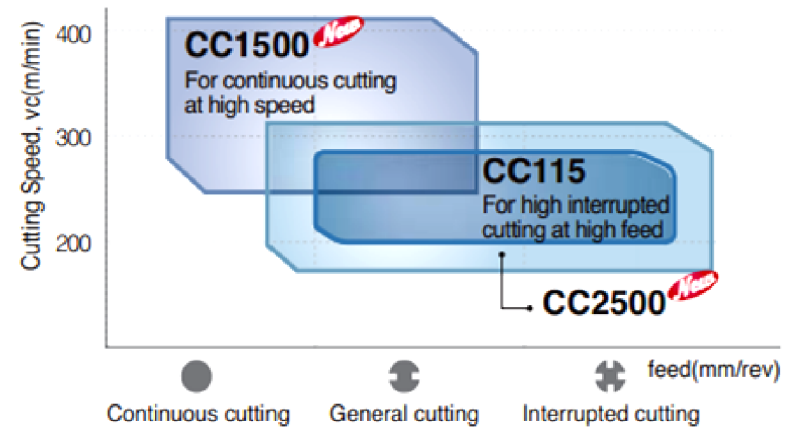 Cutting Speed, vc(m/min)
400
300
200
CC1500 New
For continuous cutting
at high speed
CC115
For high interrupted
cutting at high feed
CC2500 New
feed(mm/rev)
Continuous cutting
General cutting
Interrupted cutting